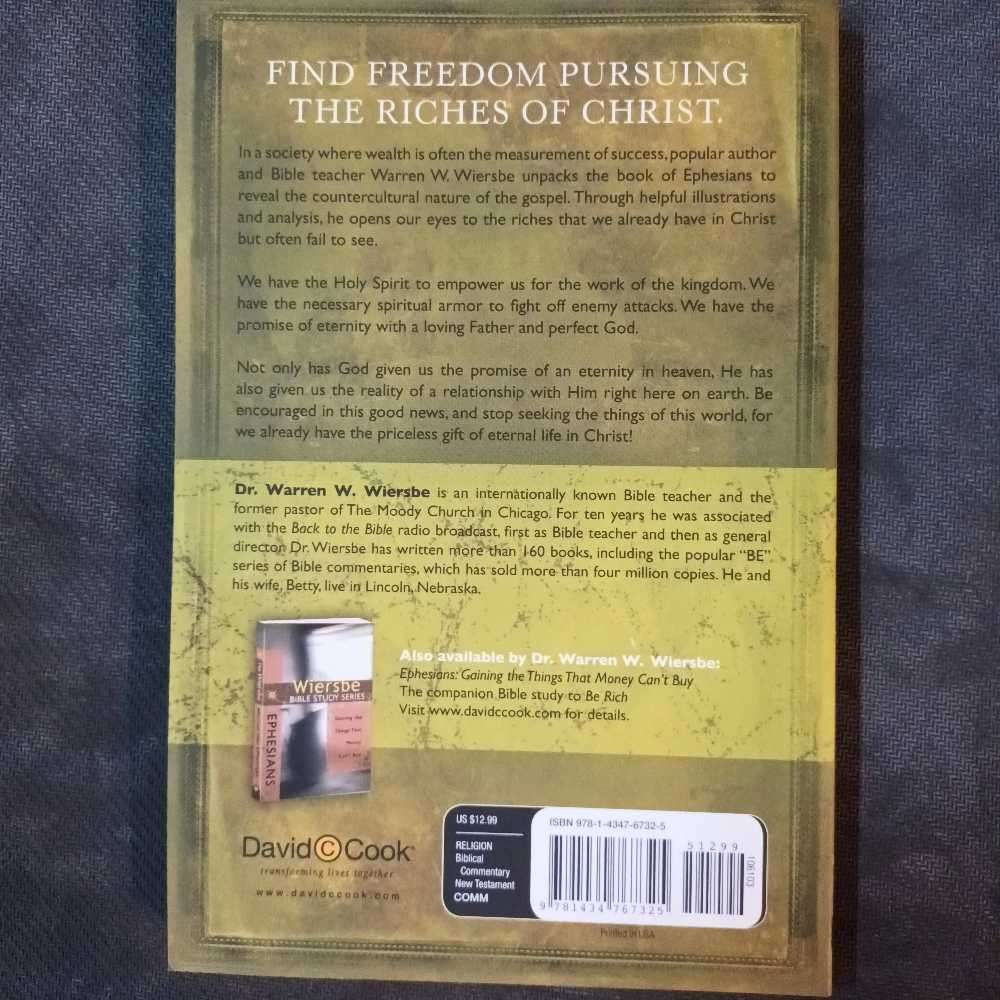 FIND FREEDOM PURSUING
THE RICHES OF CHRIST.
In a society where wealth is often the measurement of success, popular author
and Bible teacher Warren W. Wiersbe unpacks the book of Ephesians to
reveal the countercultural nature of the gospel. Through helpful illustrations
and analysis, he opens our eyes to the riches that we already have in Christ
but often fail to see.
We have the Holy Spirit to empower us for the work of the kingdom. We
have the necessary spiritual armor to fight off enemy attacks. We have the
promise of eternity with a loving Father and perfect God.
Not only has God given us the promise of an eternity in heaven, He has
also given us the reality of a relationship with Him right here on earth. Be
encouraged in this good news, and stop seeking the things of this world, for
we already have the priceless gift of eternal life in Christ!
Dr. Warren W. Wiersbe is an internationally known Bible teacher and the
former pastor of The Moody Church in Chicago. For ten years he was associated
with the Back to the Bible radio broadcast, first as Bible teacher and then as general
director. Dr. Wiersbe has written more than 160 books, including the popular "BE"
series of Bible commentaries, which has sold more than four million copies. He and
his wife, Betty, live in Lincoln, Nebraska.
Wiersbe
BIBLE STUDY SERIES
EPHESIANS
Gaining the
Things That
Money
Can't Buy
Also available by Dr. Warren W. Wiersbe:
Ephesians: Gaining the Things That Money Can't Buy
The companion Bible study to Be Rich
Visit www.davidccook.com for details.
David C Cook
transforming lives together
www.davidccook.com
US $12.99
RELIGION
Biblical
Commentary
New Testament
COMM
ISBN 978-1-4347-6732-5
51299
9 781434 767325
106103
Printed in USA